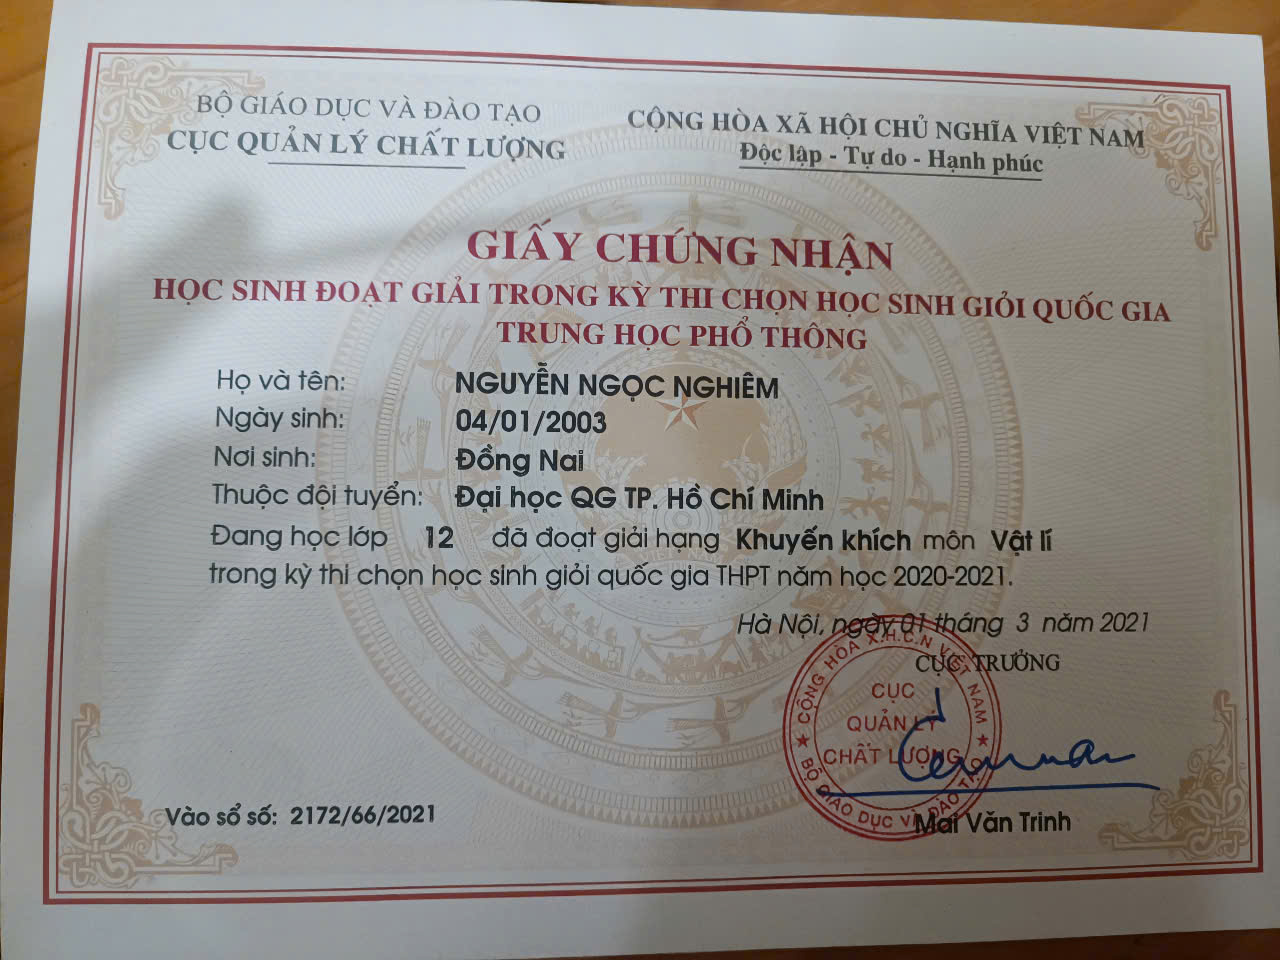 BỘ GIÁO DỤC VÀ ĐÀO TẠO
CỤC QUẢN LÝ CHẤT LƯỢNG
CỘNG HÒA XÃ HỘI CHỦ NGHĨA VIỆT NAM
Độc lập - Tự do - Hạnh phúc
GIẤY CHỨNG NHẬN
HỌC SINH ĐOẠT GIẢI TRONG KỲ THI CHỌN HỌC SINH GIỎI QUỐC GIA
TRUNG HỌC PHỔ THÔNG
Họ và tên: NGUYỄN NGỌC NGHIÊM
Ngày sinh: 04/01/2003
Nơi sinh: Đồng Nai
Thuộc đội tuyển: Đại học QG TP. Hồ Chí Minh
Đang học lớp 12 đã đoạt giải hạng Khuyến khích môn Vật lí
trong kỳ thi chọn học sinh giỏi quốc gia THPT năm học 2020-2021.
Hà Nội, ngày 01 tháng 3 năm 2021
CỤC TRƯỞNG
CỘNG HÒA X.H.C.N VIỆT NAM
CỤC
QUẢN LÝ
CHẤT LƯỢNG
BỘ GIÁO DỤC VÀ ĐÀO TẠO
Mai Văn Trinh
Vào sổ số: 2172/66/2021